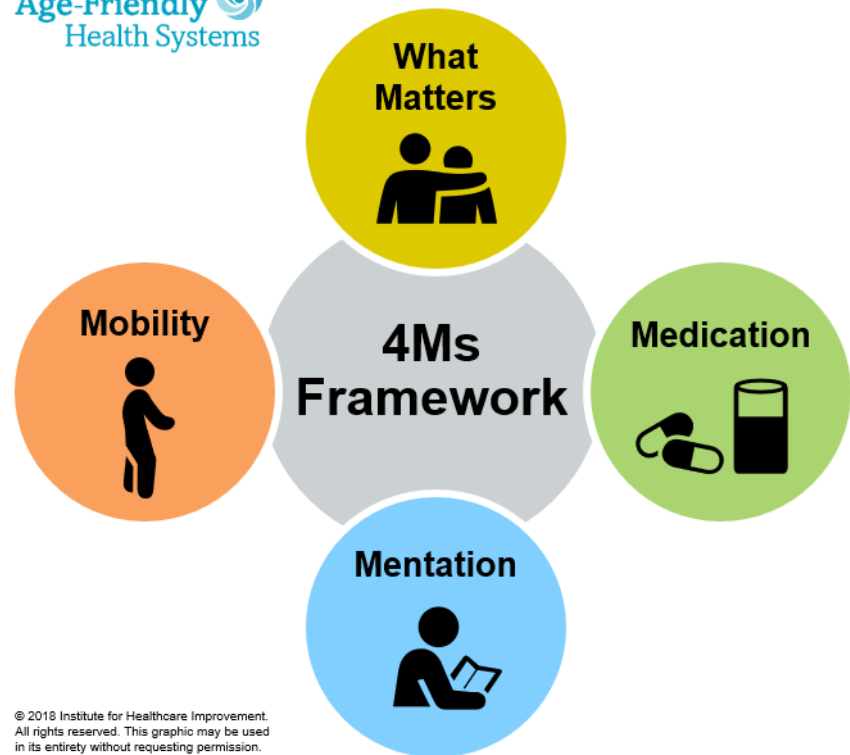 Age-Friendly
Health Systems
What
Matters
Mobility
4Ms
Framework
Medication
Mentation
© 2018 Institute for Healthcare Improvement.
All rights reserved. This graphic may be used
in its entirety without requesting permission.